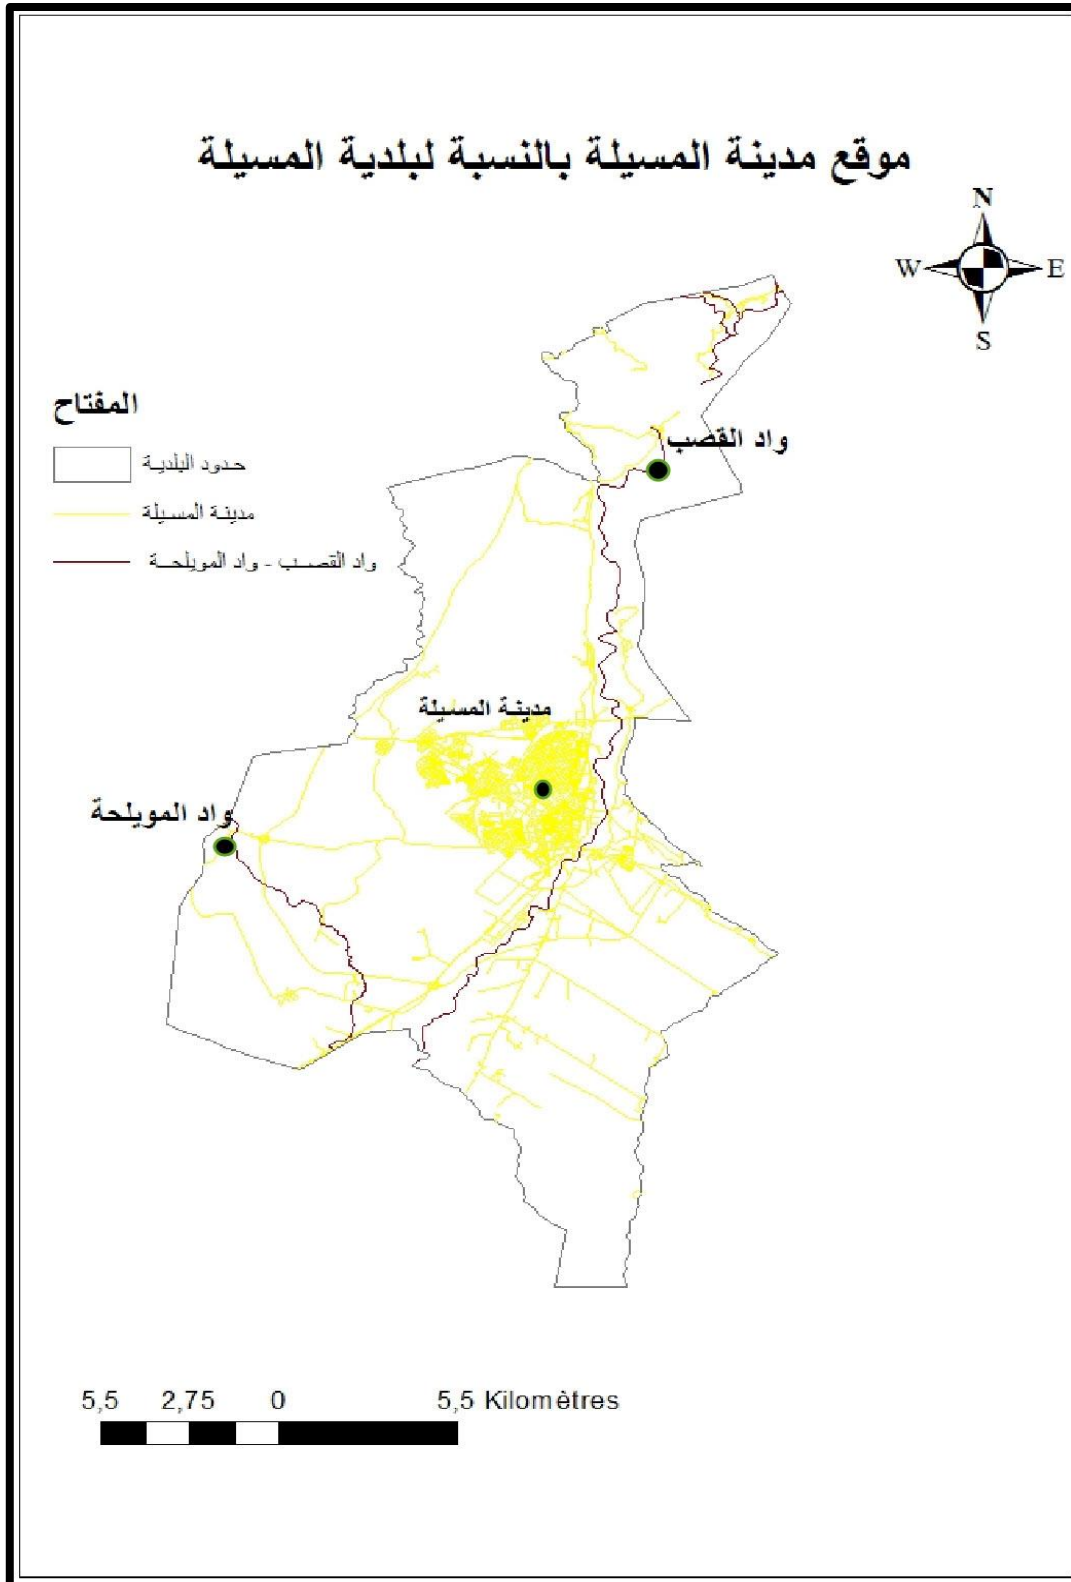 موقع مدينة المسيلة بالنسبة لبلدية المسيلة
N
W E
S
المفتاح
حدود البلدية
مدينة المسيلة
واد القصب - واد المويلحة
واد القصب
مدينة المسيلة
واد المويلحة
5,5 2,75 0 5,5 Kilomètres